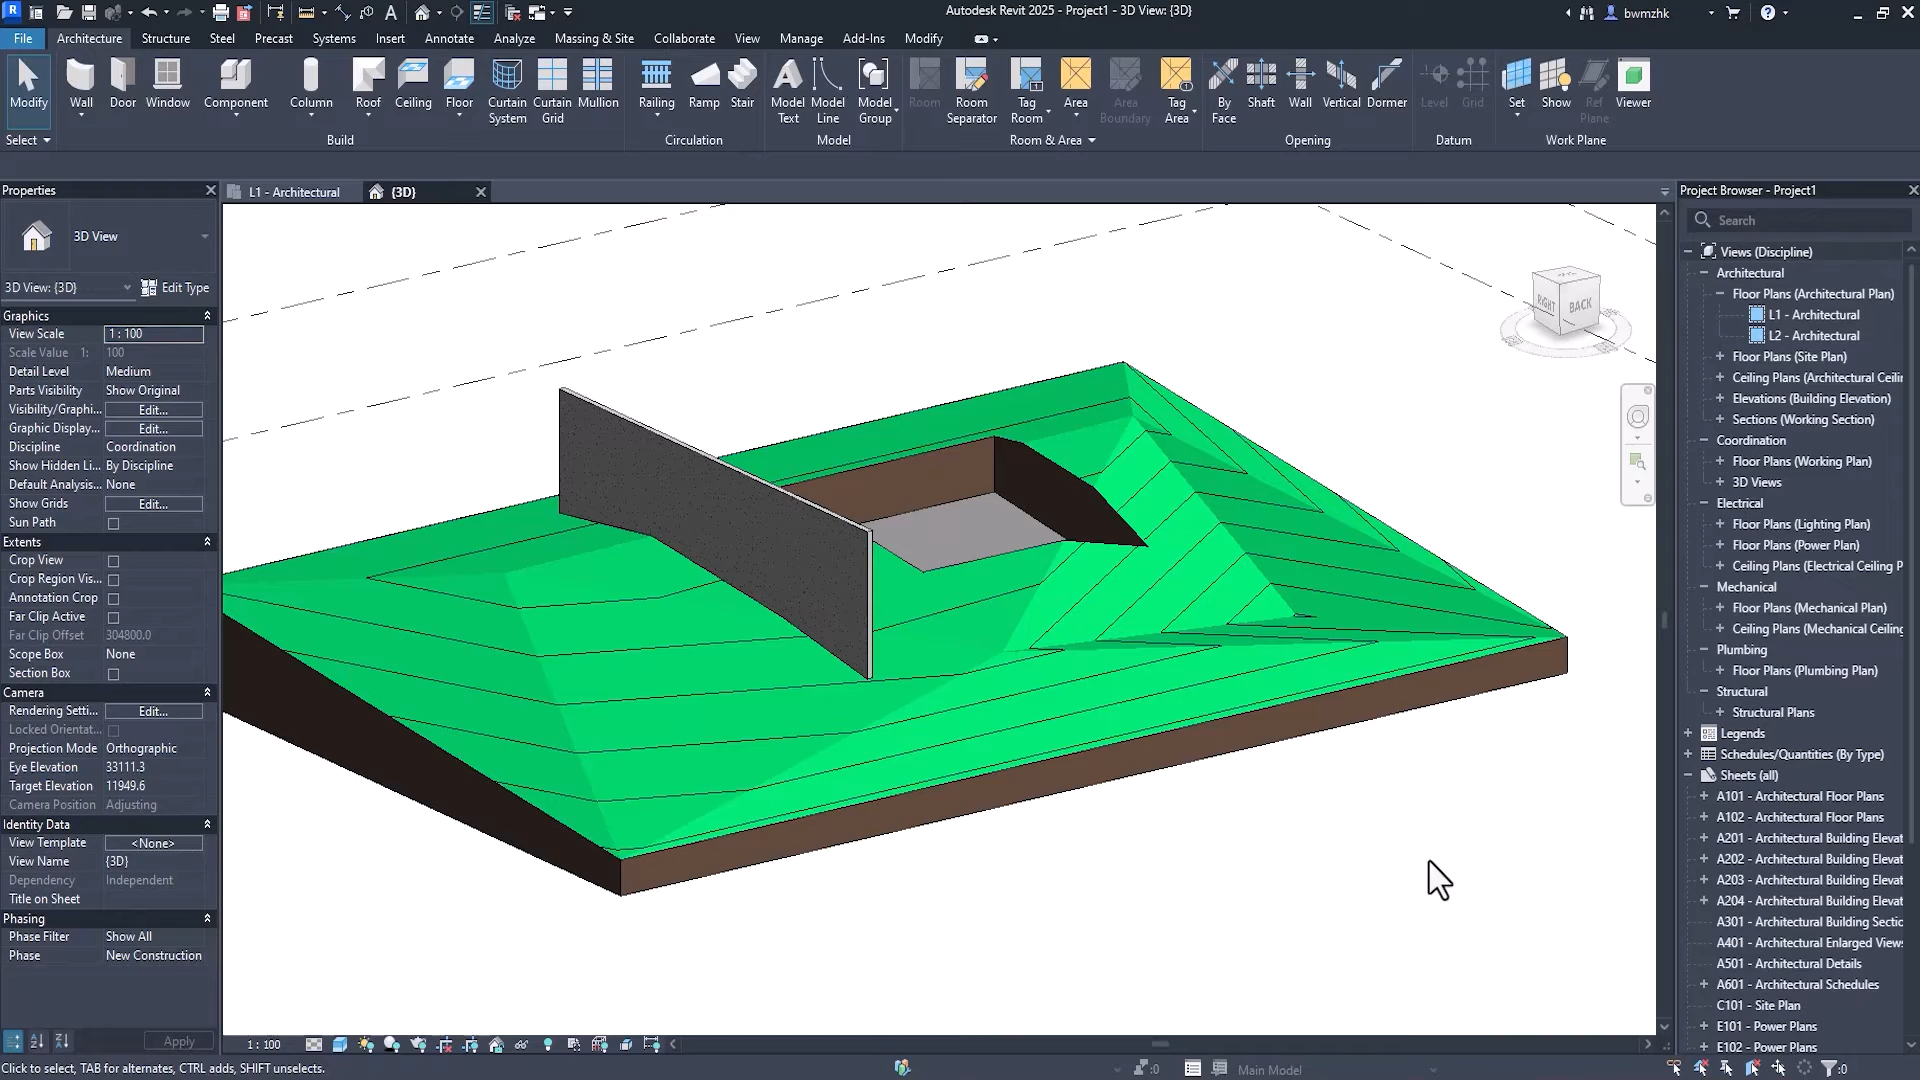 Autodesk Revit 2025 - Project1 - 3D View: {3D}
bwmzhk
File Architecture Structure Steel Precast Systems Insert Annotate Analyze Massing & Site Collaborate View Manage Add-Ins Modify
Modify Wall Door Window Component Column Roof Ceiling Floor Curtain System Curtain Grid Mullion Railing Ramp Stair Model Text Model Line Model Group Room Room Separator Tag Room Area Area Boundary Tag Area By Face Shaft Wall Vertical Dormer Level Grid Set Show Ref Plane Viewer
Select Build Circulation Model Room & Area Opening Datum Work Plane
Properties
L1 - Architectural {3D}
3D View
3D View: {3D} Edit Type
Graphics
View Scale 1 : 100
Scale Value 1: 100
Detail Level Medium
Parts Visibility Show Original
Visibility/Graphi... Edit...
Graphic Display... Edit...
Discipline Coordination
Show Hidden Li... By Discipline
Default Analysis... None
Show Grids Edit...
Sun Path
Extents
Crop View
Crop Region Vis...
Annotation Crop
Far Clip Active
Far Clip Offset 304800.0
Scope Box None
Section Box
Camera
Rendering Setti... Edit...
Locked Orientat...
Projection Mode Orthographic
Eye Elevation 33111.3
Target Elevation 11949.6
Camera Position Adjusting
Identity Data
View Template <None>
View Name {3D}
Dependency Independent
Title on Sheet
Phasing
Phase Filter Show All
Phase New Construction
Apply
RIGHT BACK
Project Browser - Project1
Search
Views (Discipline)
Architectural
Floor Plans (Architectural Plan)
L1 - Architectural
L2 - Architectural
Floor Plans (Site Plan)
Ceiling Plans (Architectural Ceilin
Elevations (Building Elevation)
Sections (Working Section)
Coordination
Floor Plans (Working Plan)
3D Views
Electrical
Floor Plans (Lighting Plan)
Floor Plans (Power Plan)
Ceiling Plans (Electrical Ceiling P
Mechanical
Floor Plans (Mechanical Plan)
Ceiling Plans (Mechanical Ceiling
Plumbing
Floor Plans (Plumbing Plan)
Structural
Structural Plans
Legends
Schedules/Quantities (By Type)
Sheets (all)
A101 - Architectural Floor Plans
A102 - Architectural Floor Plans
A201 - Architectural Building Elevat
A202 - Architectural Building Elevat
A203 - Architectural Building Elevat
A204 - Architectural Building Elevat
A301 - Architectural Building Sectio
A401 - Architectural Enlarged Views
A501 - Architectural Details
A601 - Architectural Schedules
C101 - Site Plan
E101 - Power Plans
E102 - Power Plans
1 : 100
Click to select, TAB for alternates, CTRL adds, SHIFT unselects.
:0 Main Model :0